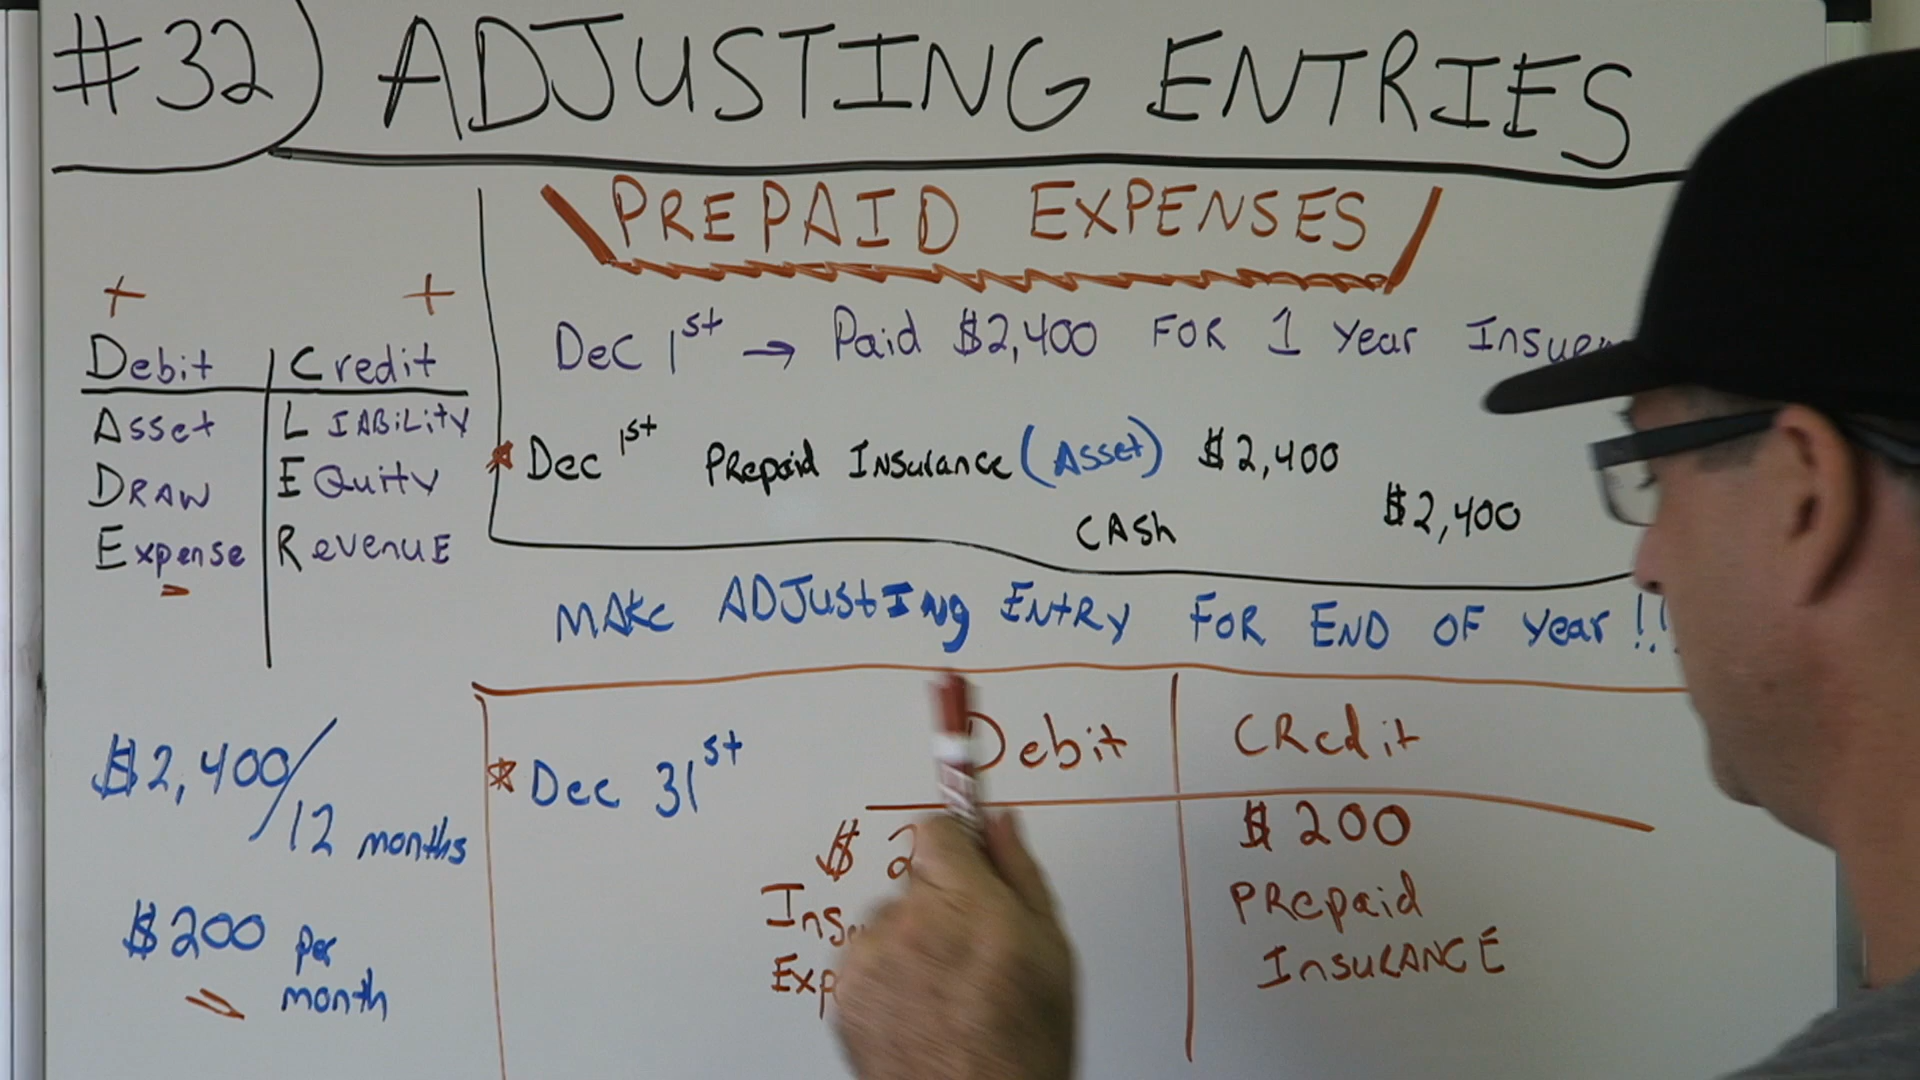 #32) ADJUSTING ENTRIES
PREPAID EXPENSES
+ +
Debit Credit
Asset LIABILITY
DRAW EQuity
Expense REVENUE
Dec 1st → Paid $2,400 FOR 1 Year
* Dec 1st Prepaid Insurance (Asset) $2,400
CASh $2,400
MAKe ADJUSTING ENTRY FOR END OF Year !!
$2,400/12 months
$200 per month
* Dec 31st
Debit CRedit
$ $200
PRepaid
INSURANCE